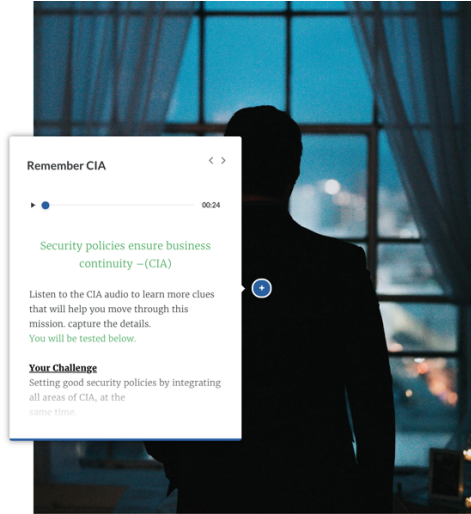 Remember CIA
00:24
Security policies ensure business
continuity –(CIA)
Listen to the CIA audio to learn more clues
that will help you move through this
mission. capture the details.
You will be tested below.
Your Challenge
Setting good security policies by integrating
all areas of CIA, at the
same time.